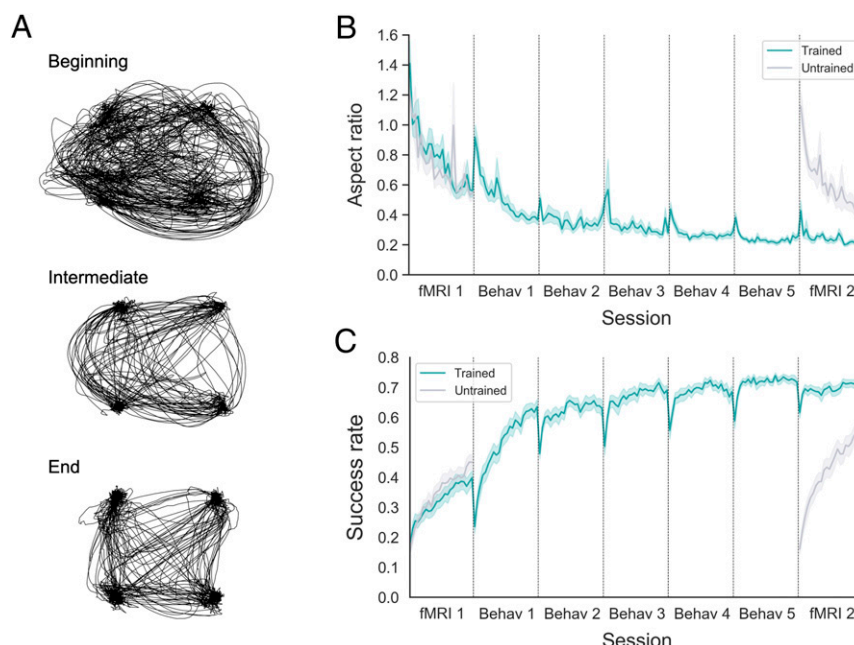 A
Beginning
Intermediate
End
B
1.6
1.4
1.2
1.0
0.8
0.6
0.4
0.2
0.0
Aspect ratio
Trained
Untrained
fMRI 1 Behav 1 Behav 2 Behav 3 Behav 4 Behav 5 fMRI 2
Session
C
0.8
0.7
0.6
0.5
0.4
0.3
0.2
0.1
0.0
Success rate
Trained
Untrained
fMRI 1 Behav 1 Behav 2 Behav 3 Behav 4 Behav 5 fMRI 2
Session